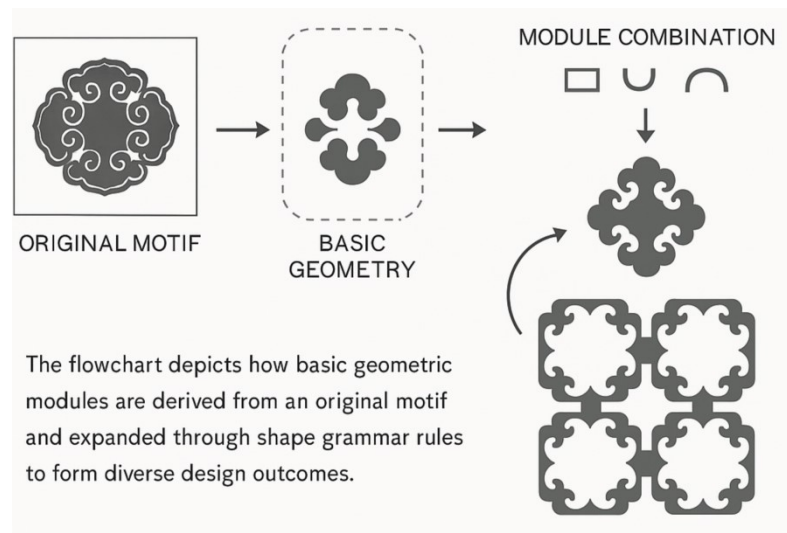 MODULE COMBINATION
ORIGINAL MOTIF
BASIC
GEOMETRY
The flowchart depicts how basic geometric
modules are derived from an original motif
and expanded through shape grammar rules
to form diverse design outcomes.